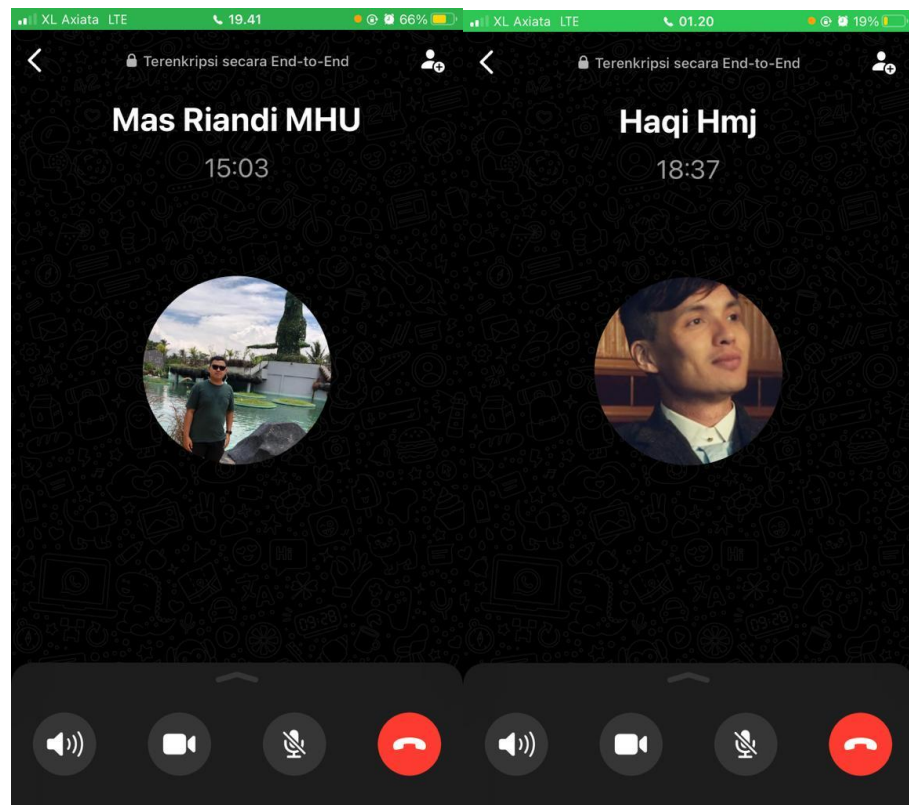 XL Axiata LTE 19.41 66%
Terenkripsi secara End-to-End
Mas Riandi MHU
15:03
XL Axiata LTE 01.20 19%
Terenkripsi secara End-to-End
Haqi Hmj
18:37